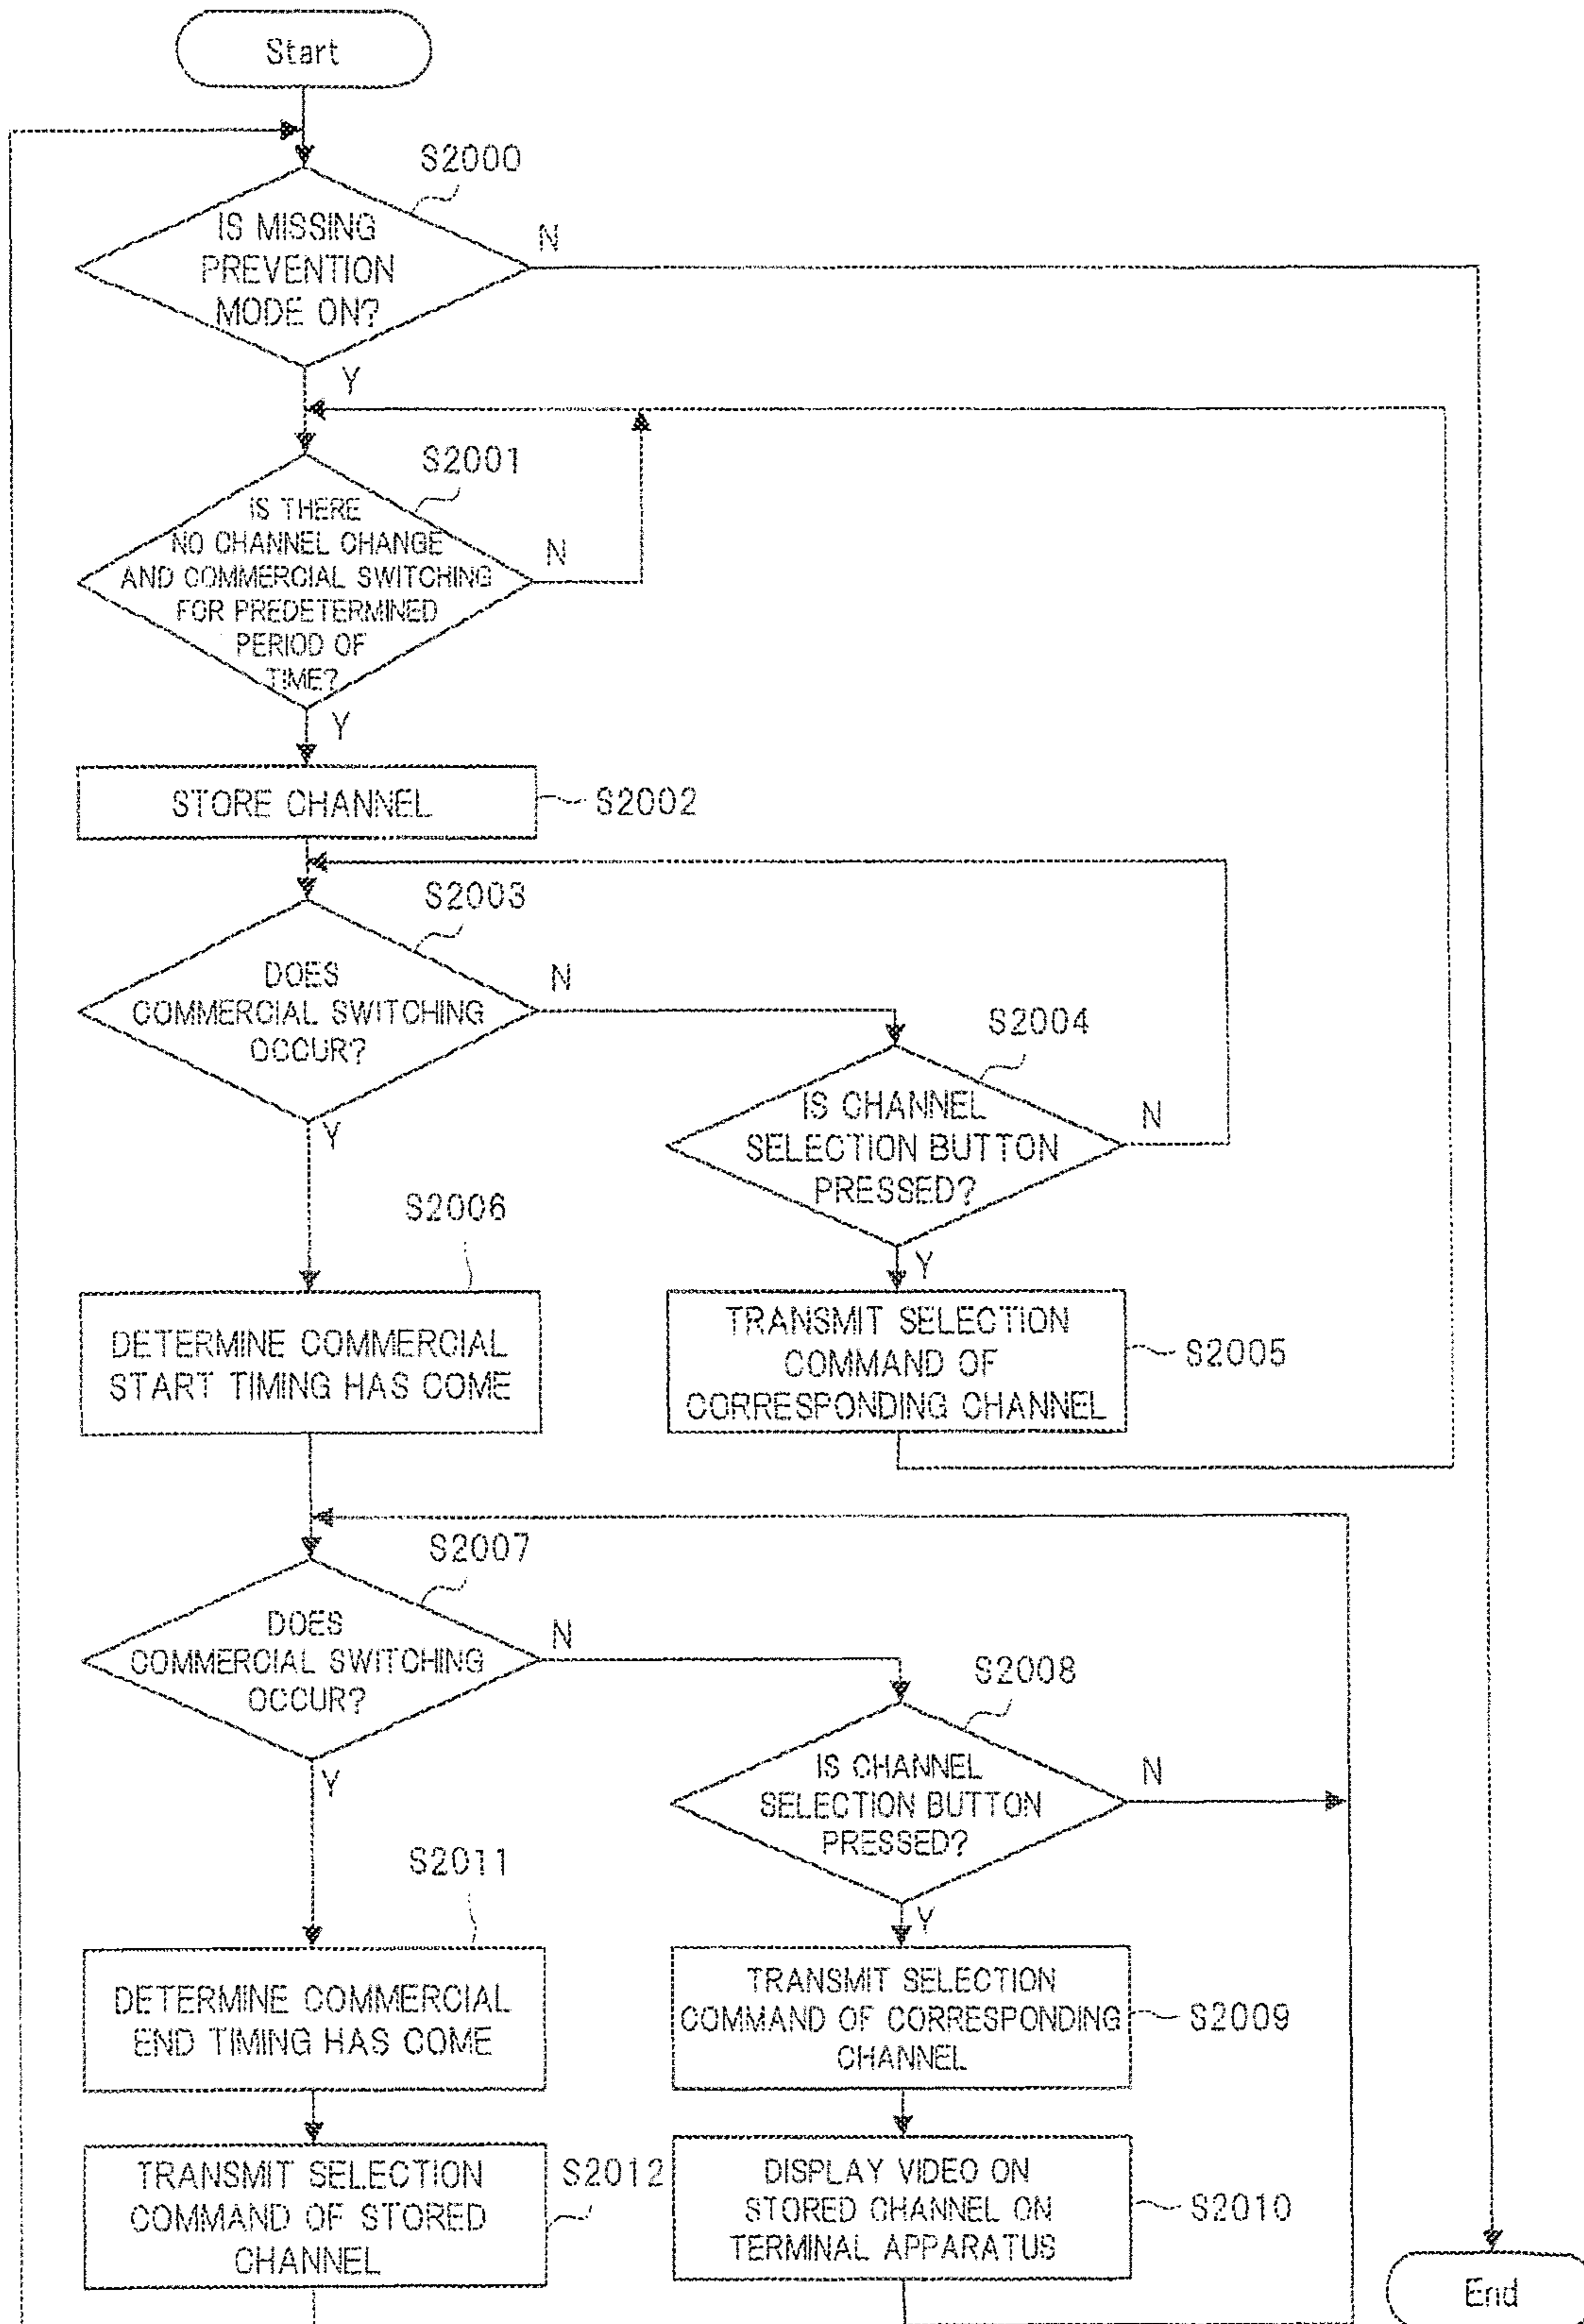 Start
S2000
IS MISSING
PREVENTION
MODE ON?
N
Y
S2001
IS THERE
NO CHANNEL CHANGE
AND COMMERCIAL SWITCHING
FOR PREDETERMINED
PERIOD OF
TIME?
N
Y
STORE CHANNEL
S2002
S2003
DOES
COMMERCIAL SWITCHING
OCCUR?
N
Y
S2004
IS CHANNEL
SELECTION BUTTON
PRESSED?
N
Y
S2006
DETERMINE COMMERCIAL
START TIMING HAS COME
TRANSMIT SELECTION
COMMAND OF
CORRESPONDING CHANNEL
S2005
S2007
DOES
COMMERCIAL SWITCHING
OCCUR?
N
Y
S2008
IS CHANNEL
SELECTION BUTTON
PRESSED?
N
Y
S2011
DETERMINE COMMERCIAL
END TIMING HAS COME
TRANSMIT SELECTION
COMMAND OF CORRESPONDING
CHANNEL
S2009
TRANSMIT SELECTION
COMMAND OF STORED
CHANNEL
S2012
DISPLAY VIDEO ON
STORED CHANNEL ON
TERMINAL APPARATUS
S2010
End